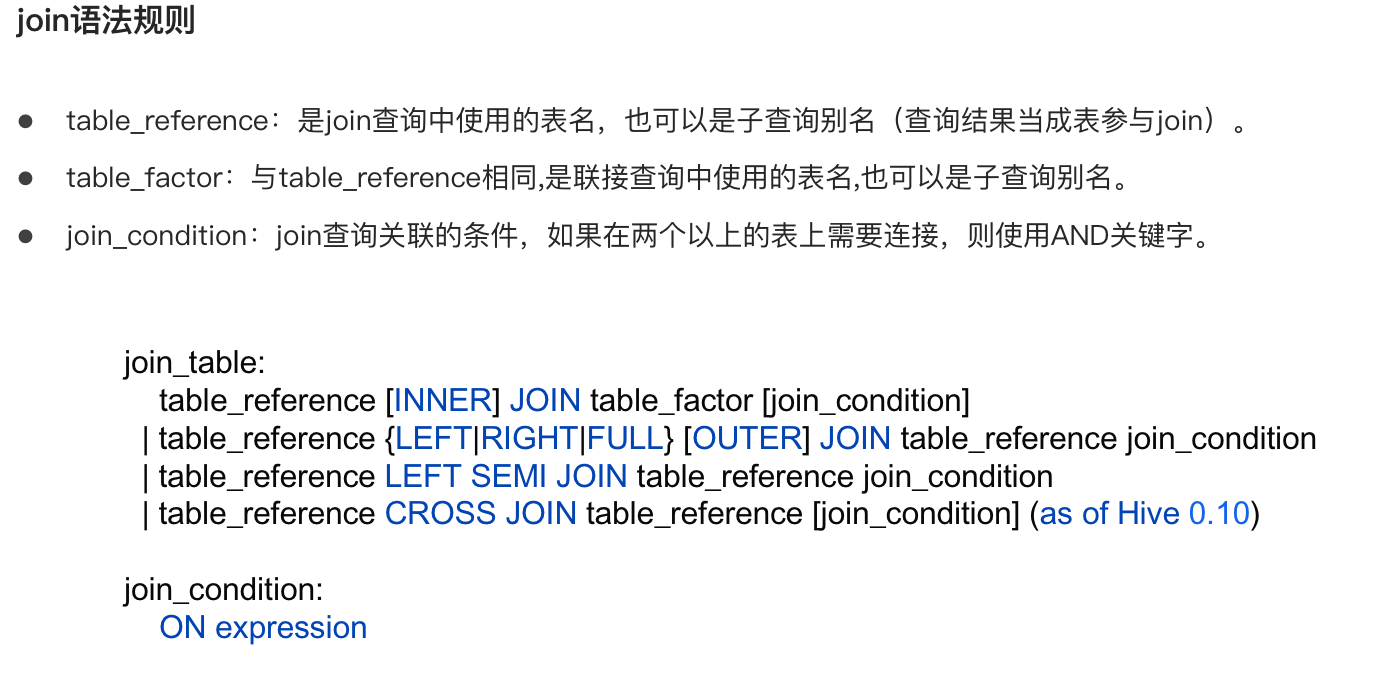 join语法规则
● table_reference：是join查询中使用的表名，也可以是子查询别名（查询结果当成表参与join）。
● table_factor：与table_reference相同,是联接查询中使用的表名,也可以是子查询别名。
● join_condition：join查询关联的条件，如果在两个以上的表上需要连接，则使用AND关键字。
join_table:
table_reference [INNER] JOIN table_factor [join_condition]
| table_reference {LEFT|RIGHT|FULL} [OUTER] JOIN table_reference join_condition
| table_reference LEFT SEMI JOIN table_reference join_condition
| table_reference CROSS JOIN table_reference [join_condition] (as of Hive 0.10)
join_condition:
ON expression